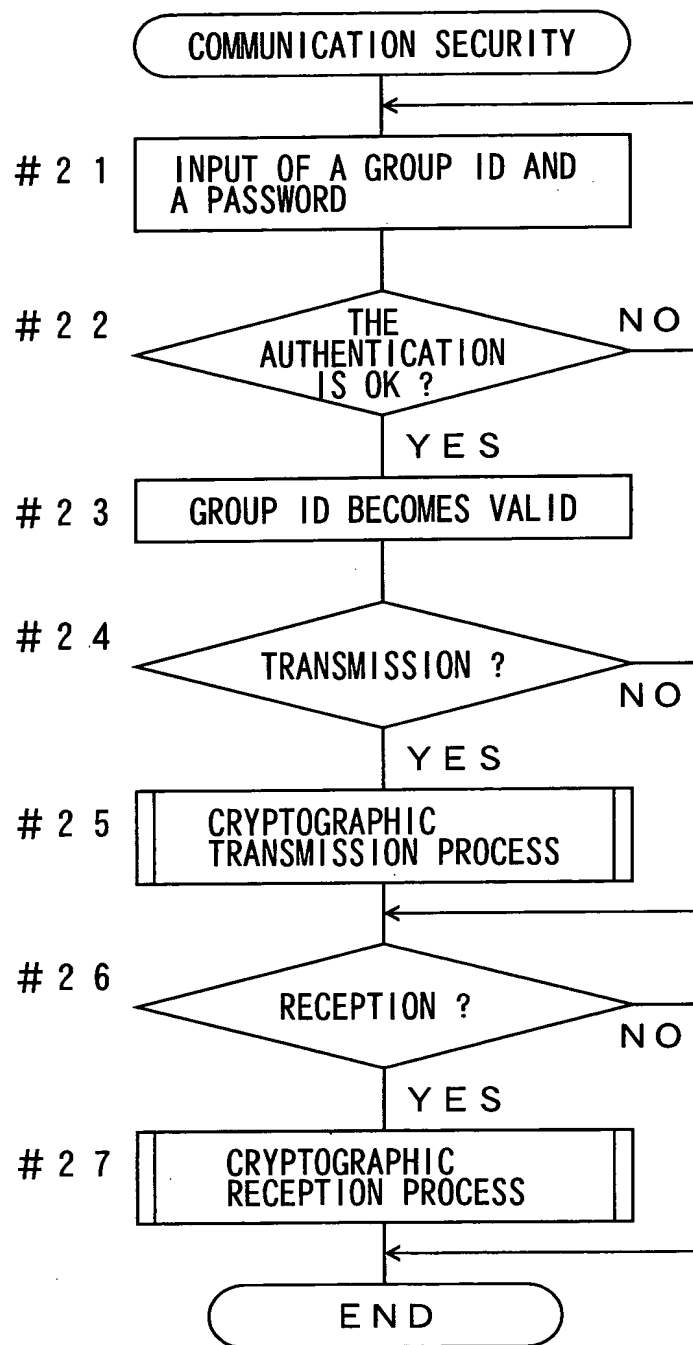 COMMUNICATION SECURITY
#21
INPUT OF A GROUP ID AND
A PASSWORD
#22
THE
AUTHENTICATION
IS OK ?
NO
YES
#23
GROUP ID BECOMES VALID
#24
TRANSMISSION ?
NO
YES
#25
CRYPTOGRAPHIC
TRANSMISSION PROCESS
#26
RECEPTION ?
NO
YES
#27
CRYPTOGRAPHIC
RECEPTION PROCESS
END